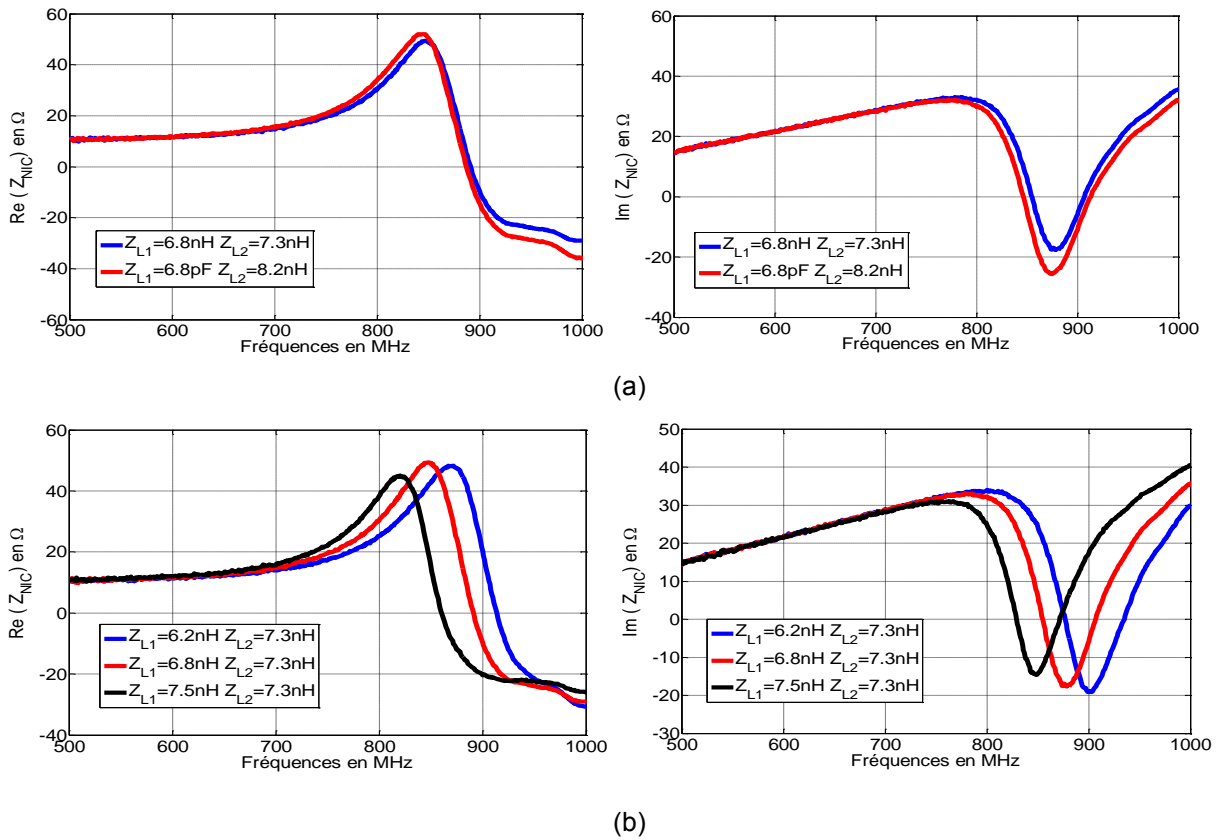 Re ( Z_NIC) en Ω
60
40
20
0
-20
-40
-60
500
600
700
800
900
1000
Fréquences en MHz
Z_L1=6.8nH Z_L2=7.3nH
Z_L1=6.8pF Z_L2=8.2nH
Im ( Z_NIC) en Ω
60
40
20
0
-20
-40
500
600
700
800
900
1000
Fréquences en MHz
Z_L1=6.8nH Z_L2=7.3nH
Z_L1=6.8pF Z_L2=8.2nH
(a)
Re ( Z_NIC) en Ω
60
40
20
0
-20
-40
500
600
700
800
900
1000
Fréquences en MHz
Z_L1=6.2nH Z_L2=7.3nH
Z_L1=6.8nH Z_L2=7.3nH
Z_L1=7.5nH Z_L2=7.3nH
Im ( Z_NIC) en Ω
50
40
30
20
10
0
-10
-20
-30
500
600
700
800
900
1000
Fréquences en MHz
Z_L1=6.2nH Z_L2=7.3nH
Z_L1=6.8nH Z_L2=7.3nH
Z_L1=7.5nH Z_L2=7.3nH
(b)